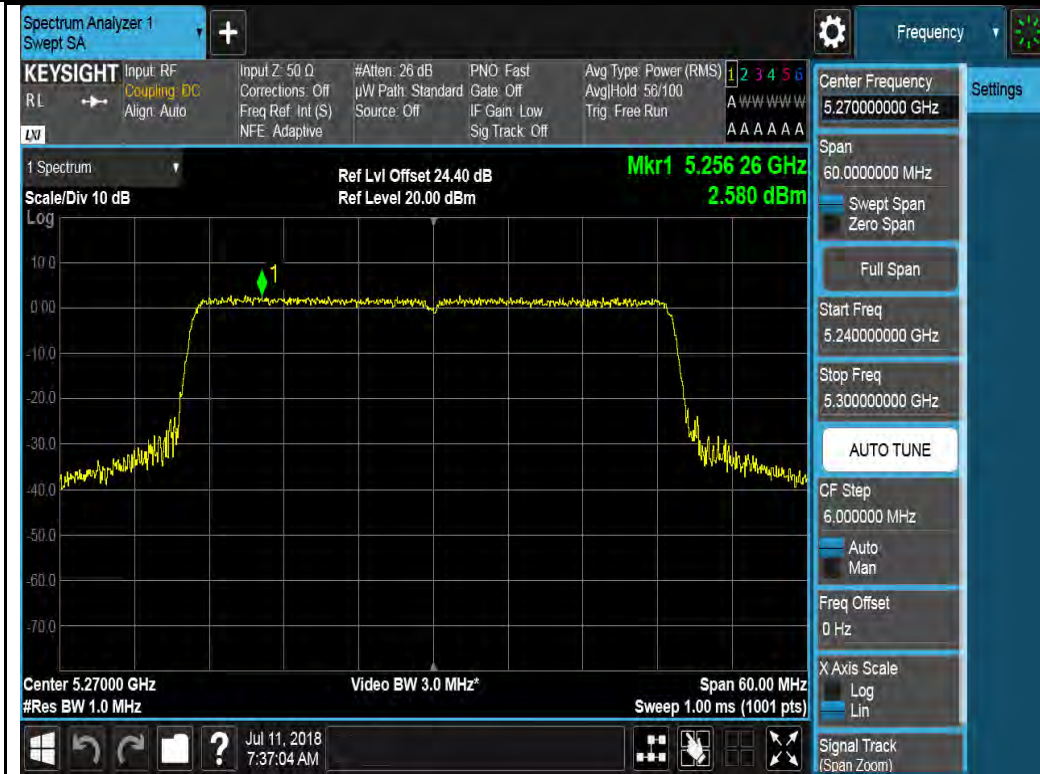 Spectrum Analyzer 1
Swept SA
+
Frequency
KEYSIGHT
RL
LXI
Input: RF
Coupling: DC
Align: Auto
Input Z: 50 Ω
Corrections: Off
Freq Ref: Int (S)
NFE: Adaptive
#Atten: 26 dB
µW Path: Standard
Source: Off
PNO: Fast
Gate: Off
IF Gain: Low
Sig Track: Off
Avg Type: Power (RMS)
Avg|Hold: 56/100
Trig: Free Run
1 2 3 4 5 6
A W W W W W
A A A A A A
Center Frequency
5.270000000 GHz
Settings
Span
60.0000000 MHz
Swept Span
Zero Span
Full Span
Start Freq
5.240000000 GHz
Stop Freq
5.300000000 GHz
AUTO TUNE
CF Step
6.000000 MHz
Auto
Man
Freq Offset
0 Hz
X Axis Scale
Log
Lin
Signal Track
(Span Zoom)
1 Spectrum
Scale/Div 10 dB
Log
Ref Lvl Offset 24.40 dB
Ref Level 20.00 dBm
Mkr1 5.256 26 GHz
2.580 dBm
1
10.0
0.00
-10.0
-20.0
-30.0
-40.0
-50.0
-60.0
-70.0
Center 5.27000 GHz
#Res BW 1.0 MHz
Video BW 3.0 MHz*
Span 60.00 MHz
Sweep 1.00 ms (1001 pts)
?
Jul 11, 2018
7:37:04 AM